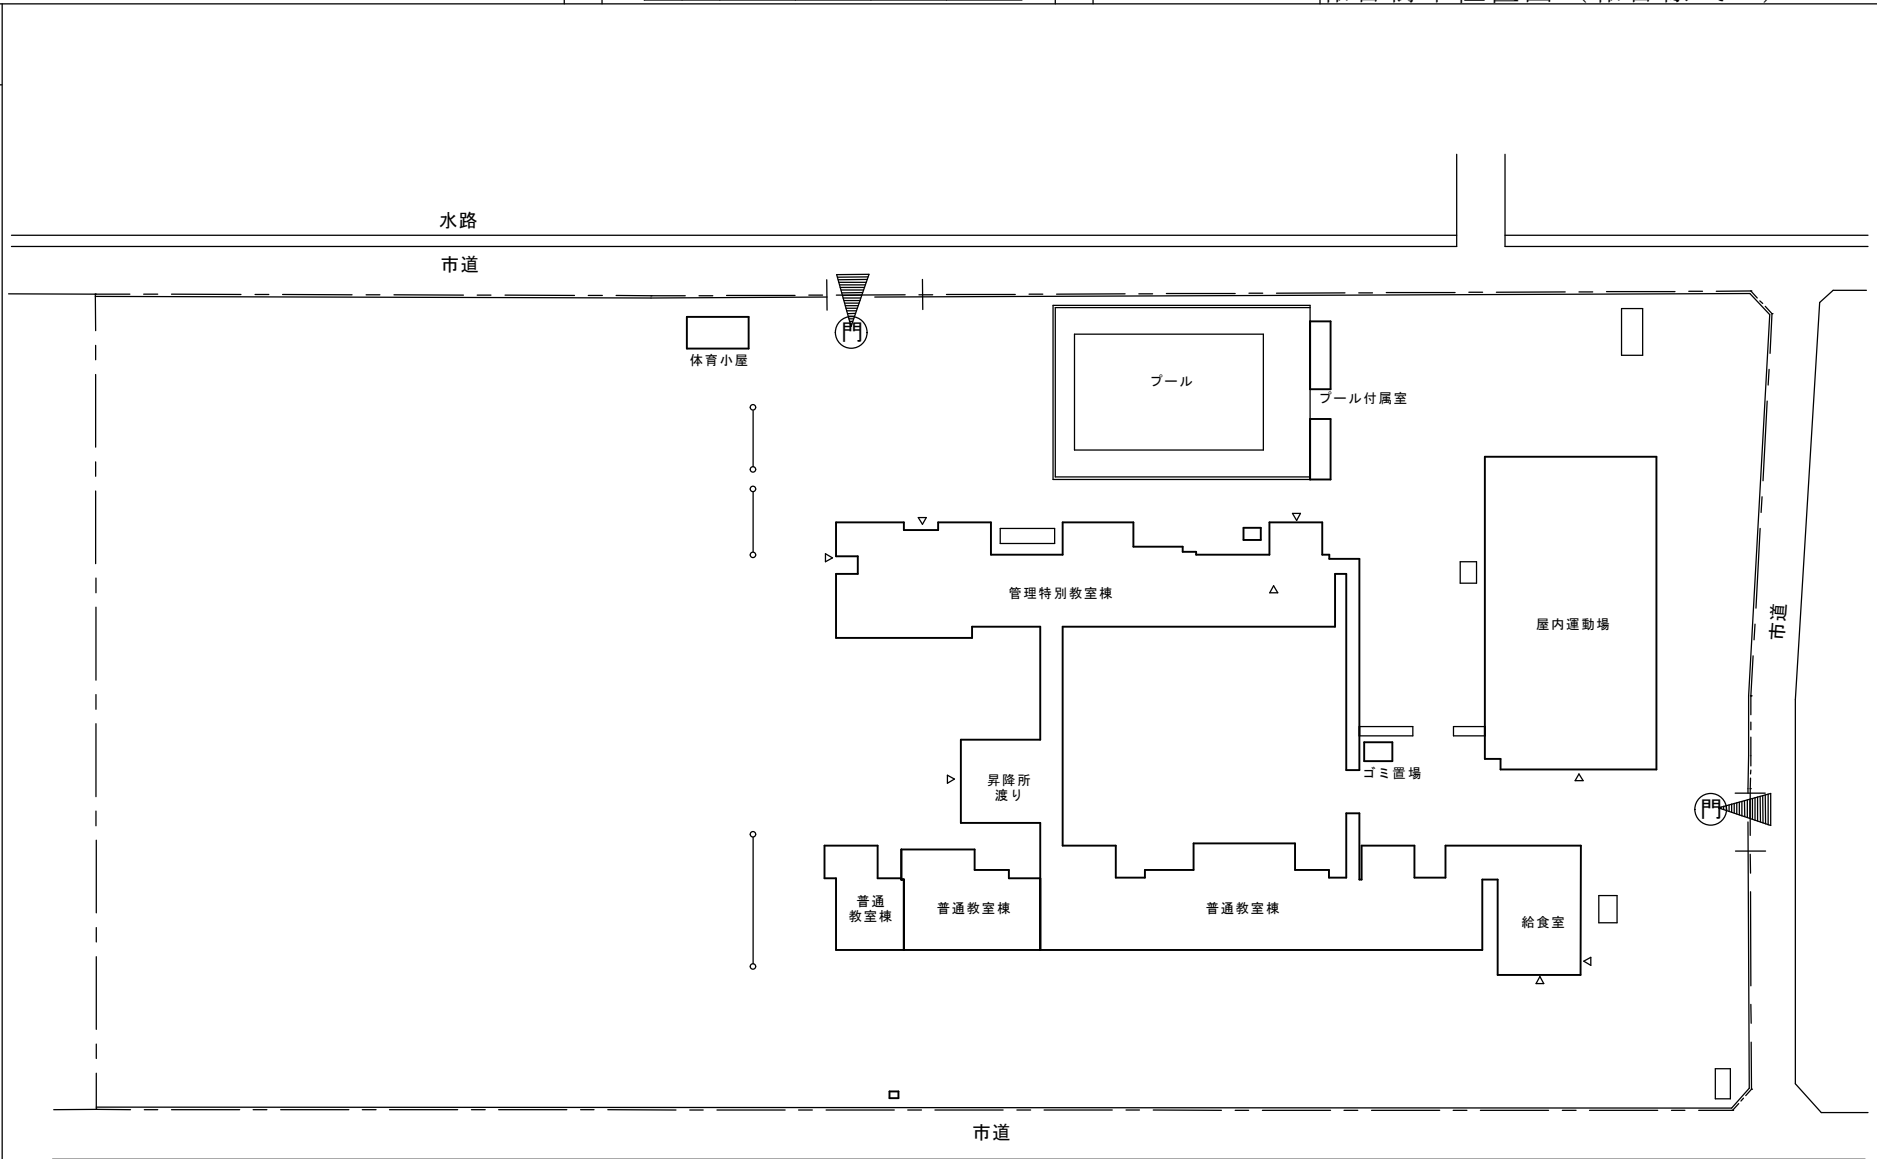 水路
市道
門
体育小屋
プール
プール付属室
管理特別教室棟
屋内運動場
市道
昇降所
渡り
ゴミ置場
門
普通
教室棟
普通教室棟
普通教室棟
給食室
市道